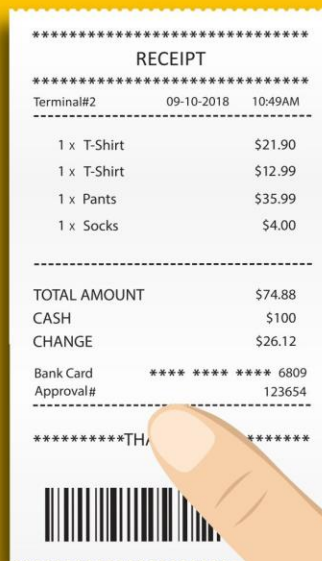 ******************************
RECEIPT
******************************
Terminal#2 09-10-2018 10:49AM
1 x T-Shirt $21.90
1 x T-Shirt $12.99
1 x Pants $35.99
1 x Socks $4.00
TOTAL AMOUNT $74.88
CASH $100
CHANGE $26.12
Bank Card **** **** **** 6809
Approval# 123654